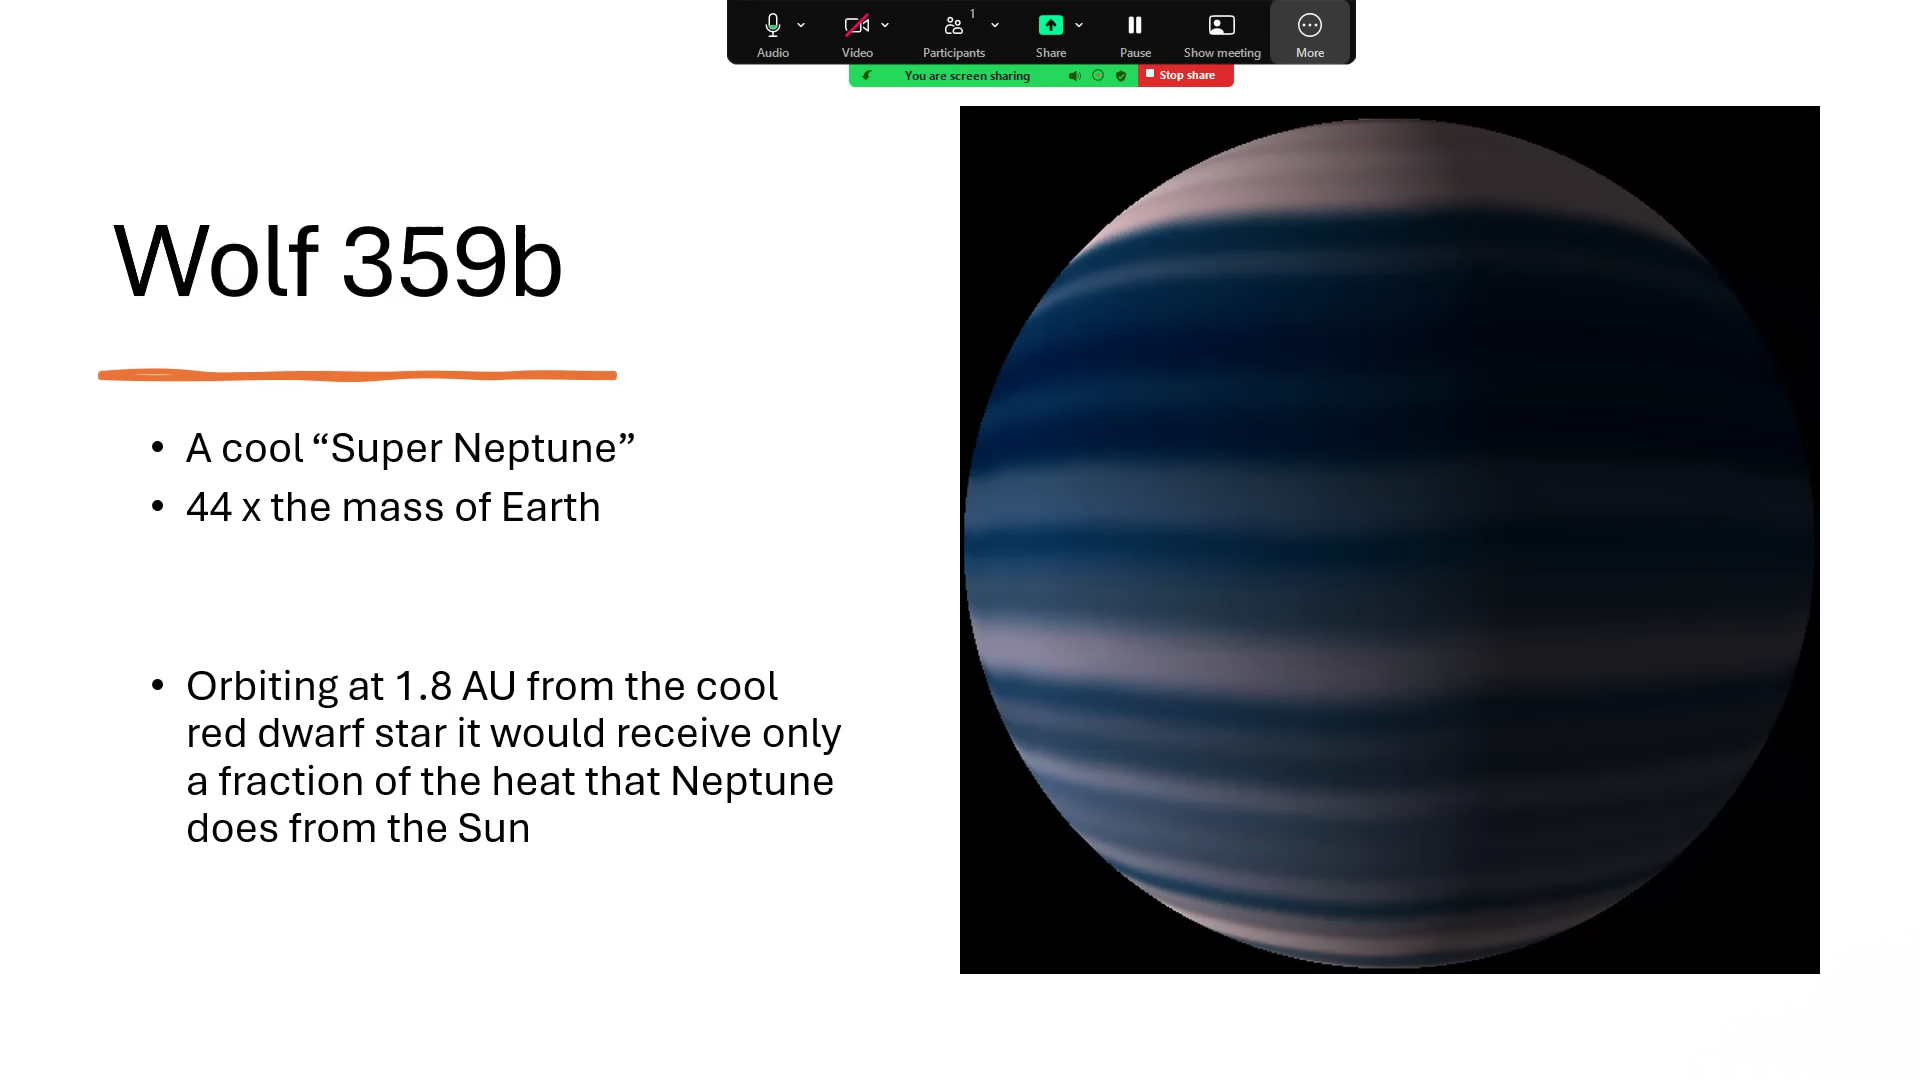 1
Audio
Video
Participants
Share
Pause
Show meeting
More
You are screen sharing
Stop share
Wolf 359b
• A cool “Super Neptune”
• 44 x the mass of Earth
• Orbiting at 1.8 AU from the cool
red dwarf star it would receive only
a fraction of the heat that Neptune
does from the Sun